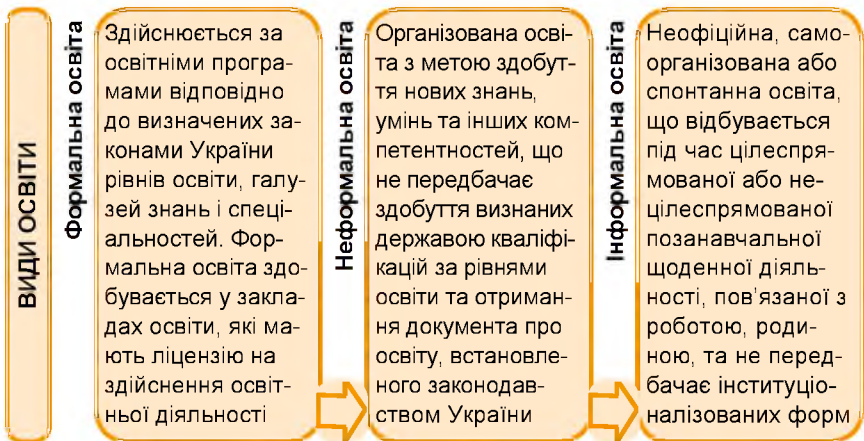 ВИДИ ОСВІТИ
Формальна освіта
Здійснюється за
освітніми програ-
мами відповідно
до визначених за-
конами України
рівнів освіти, галу-
зей знань і спеці-
альностей. Фор-
мальна освіта здо-
бувається у закла-
дах освіти, які ма-
ють ліцензію на
здійснення освіт-
ньої діяльності
Неформальна освіта
Організована осві-
та з метою здобут-
тя нових знань,
умінь та інших ком-
петентностей, що
не передбачає
здобуття визнаних
державою кваліфі-
кацій за рівнями
освіти та отриман-
ня документа про
освіту, встановле-
ного законодав-
ством України
Інформальна освіта
Неофіційна, само-
організована або
спонтанна освіта,
що відбувається
під час цілеспря-
мованої або не-
цілеспрямованої
позанавчальної
щоденної діяль-
ності, пов’язаної з
роботою, роди-
ною, та не перед-
бачає інституціо-
налізованих форм